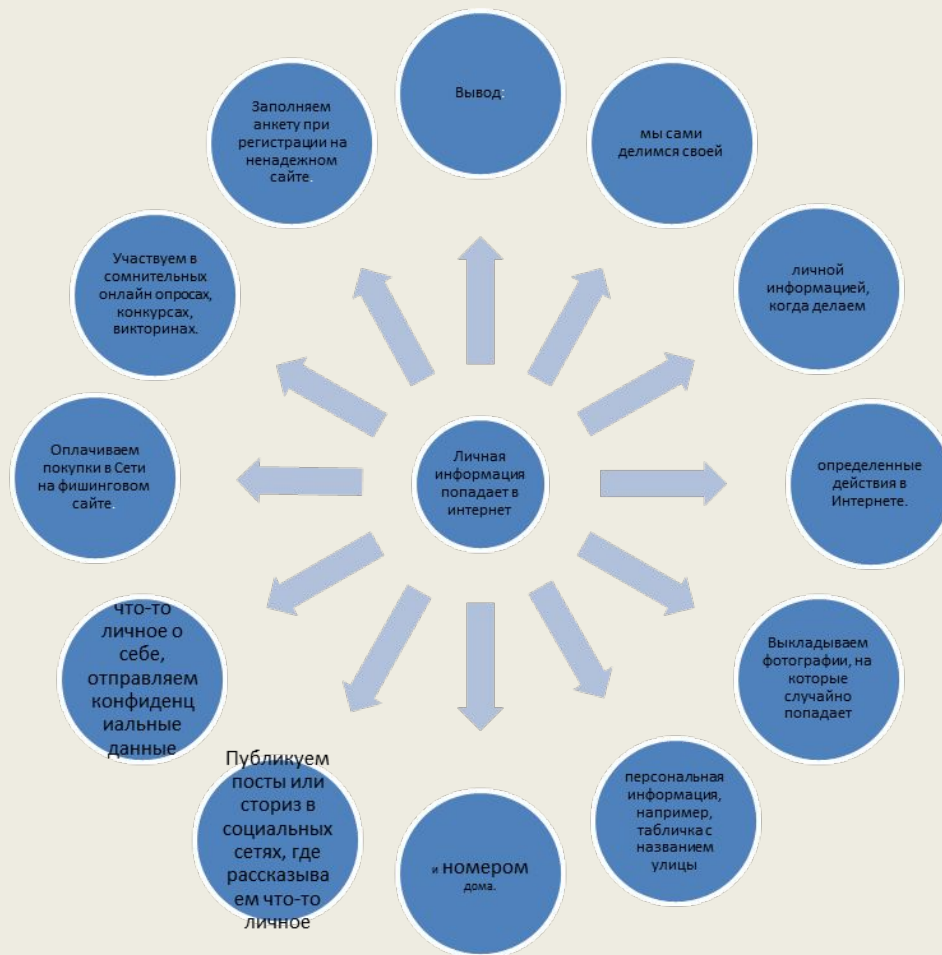 Вывод:
мы сами
делимся своей
личной
информацией,
когда делаем
определенные
действия в
Интернете.
Выкладываем
фотографии, на
которые
случайно
попадает
персональная
информация,
например,
табличка с
названием
улицы
и номером
дома.
Публикуем
посты или
сториз в
социальных
сетях, где
рассказыва
ем что-то
личное
что-то
личное о
себе,
отправляем
конфиденц
иальные
данные
Оплачиваем
покупки в Сети
на фишинговом
сайте.
Участвуем в
сомнительных
онлайн опросах,
конкурсах,
викторинах.
Заполняем
анкету при
регистрации на
ненадежном
сайте.
Личная
информация
попадает в
интернет